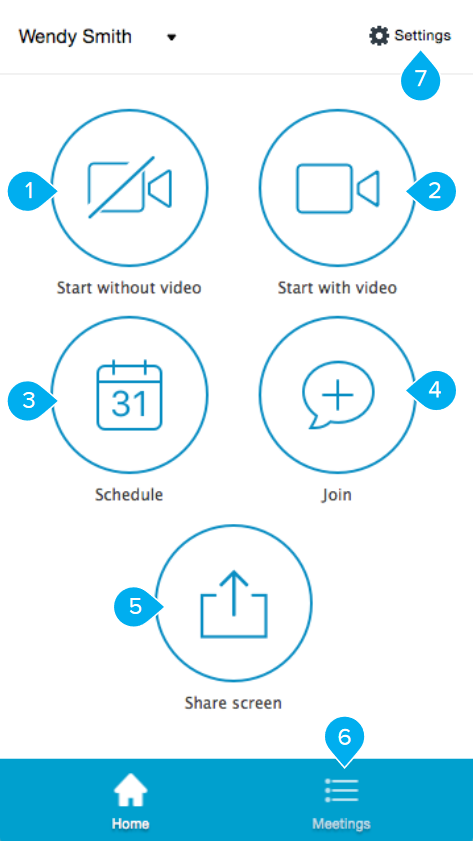 Wendy Smith
Settings
7
1
2
Start without video
Start with video
3
31
4
Schedule
Join
5
Share screen
6
Home
Meetings